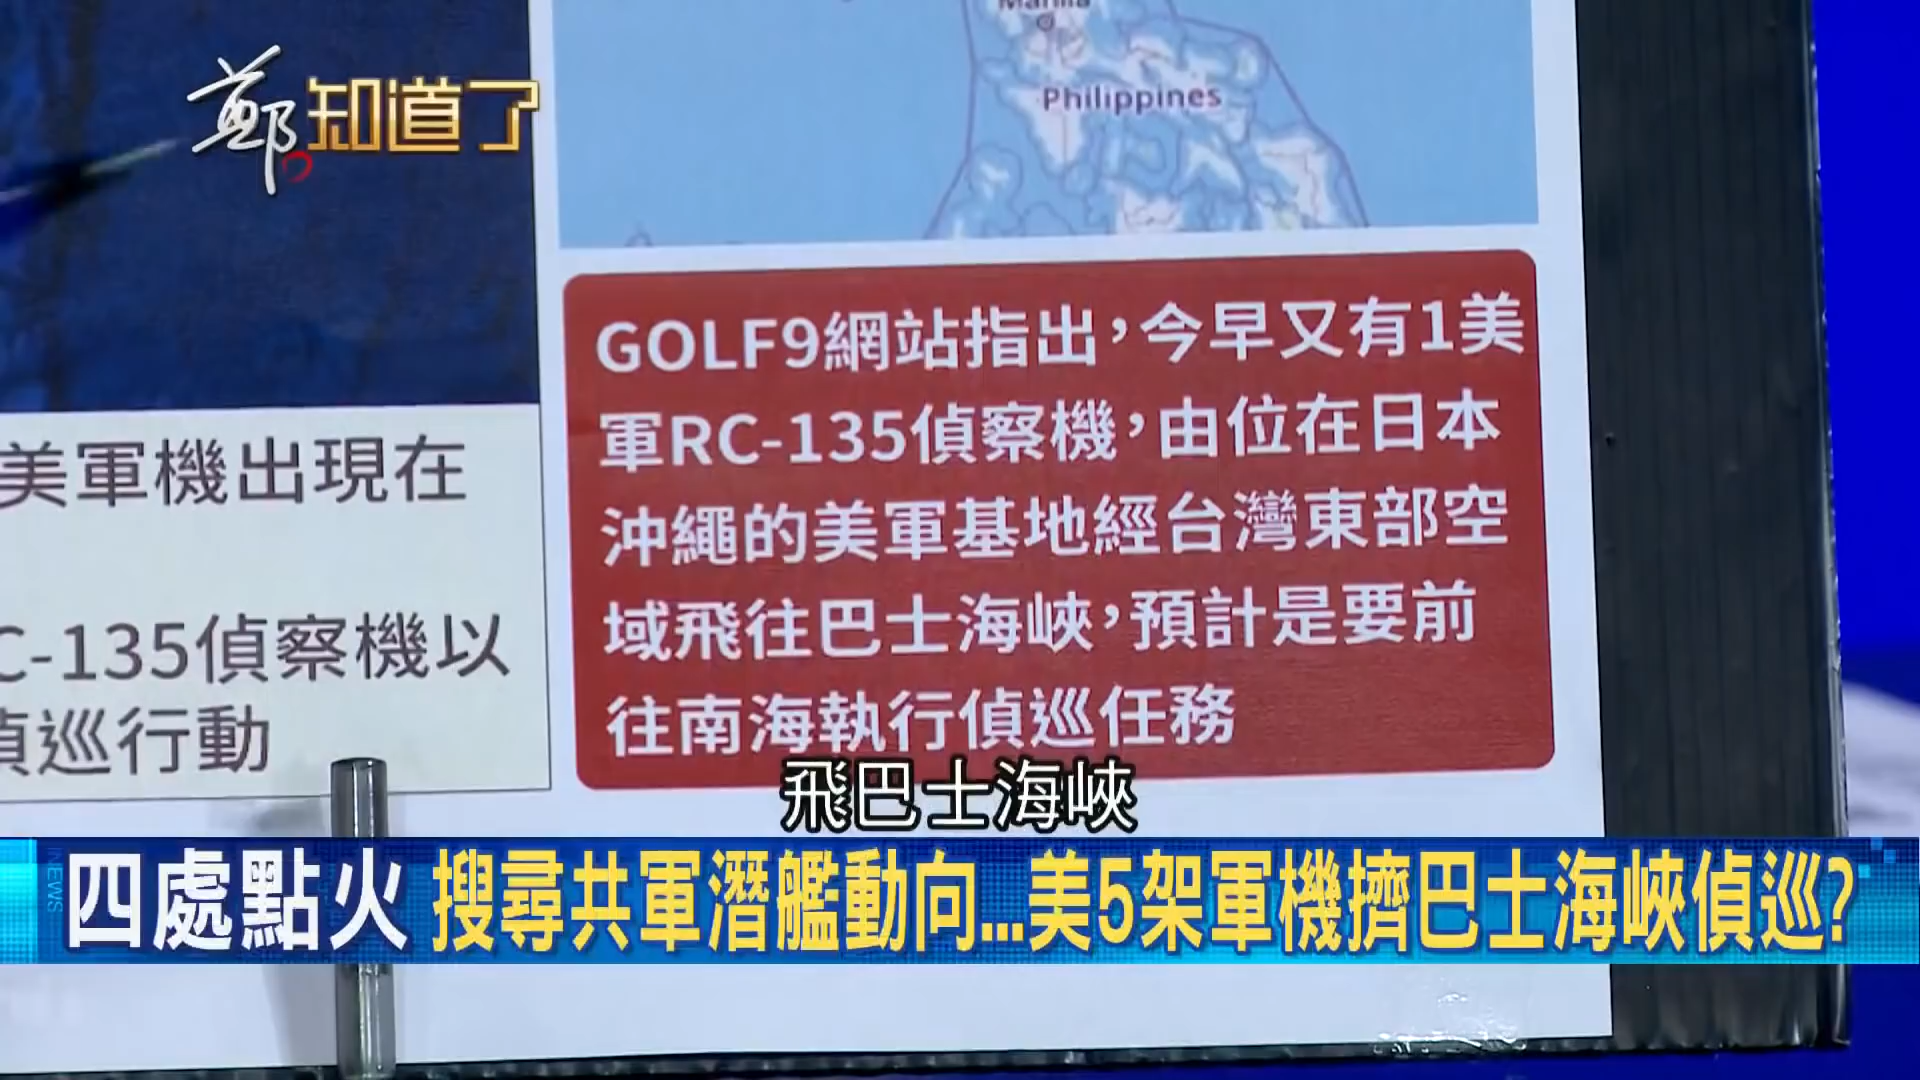 鄭知道了
Manila
Philippines
GOLF9網站指出，今早又有1美
軍RC-135偵察機，由位在日本
沖繩的美軍基地經台灣東部空
域飛往巴士海峽，預計是要前
往南海執行偵巡任務
美軍機出現在
C-135偵察機以
偵巡行動
飛巴士海峽
NEWS
四處點火 搜尋共軍潛艦動向...美5架軍機擠巴士海峽偵巡?